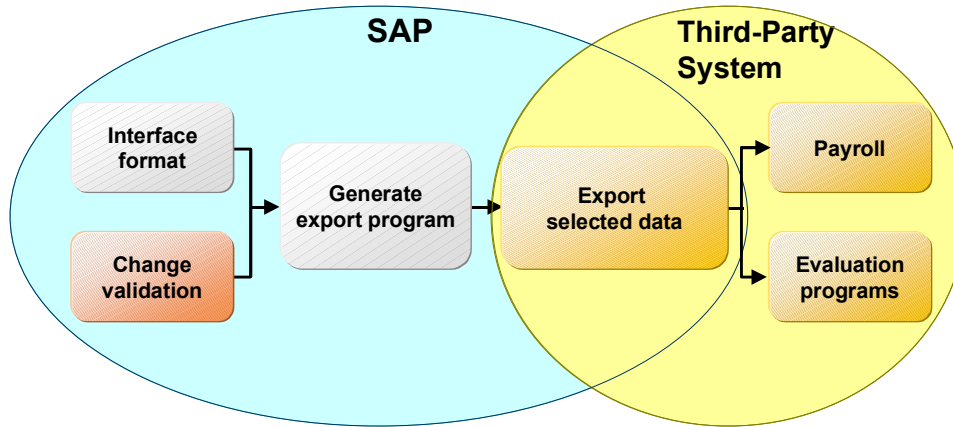 SAP
Third-Party
System
Interface
format
Change
validation
Generate
export program
Export
selected data
Payroll
Evaluation
programs